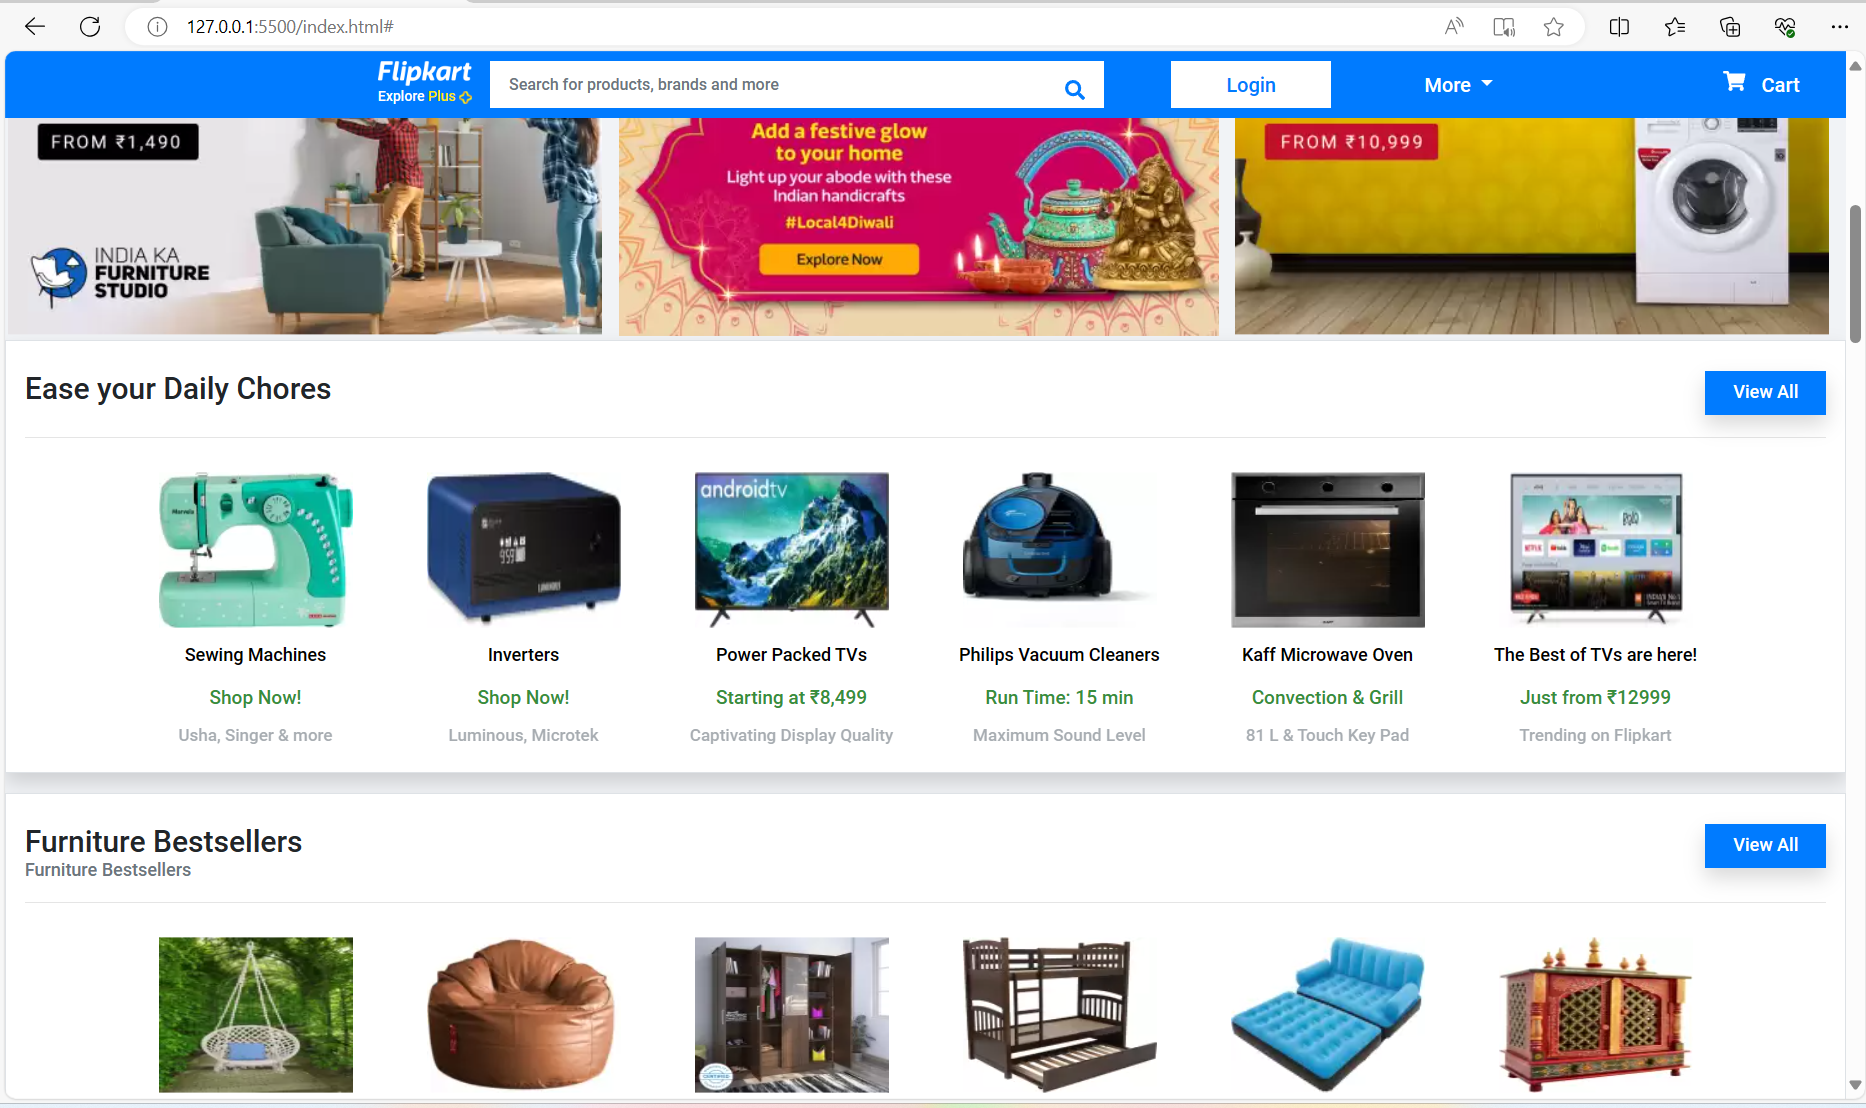 127.0.0.1:5500/index.html#
Flipkart
Explore Plus
Search for products, brands and more
Login
More
Cart
FROM ₹1,490
INDIA KA
FURNITURE
STUDIO
Add a festive glow
to your home
Light up your abode with these
Indian handicrafts
#Local4Diwali
Explore Now
FROM ₹10,999
Ease your Daily Chores
View All
androidtv
Sewing Machines
Inverters
Power Packed TVs
Philips Vacuum Cleaners
Kaff Microwave Oven
The Best of TVs are here!
Shop Now!
Shop Now!
Starting at ₹8,499
Run Time: 15 min
Convection & Grill
Just from ₹12999
Usha, Singer & more
Luminous, Microtek
Captivating Display Quality
Maximum Sound Level
81 L & Touch Key Pad
Trending on Flipkart
Furniture Bestsellers
Furniture Bestsellers
View All